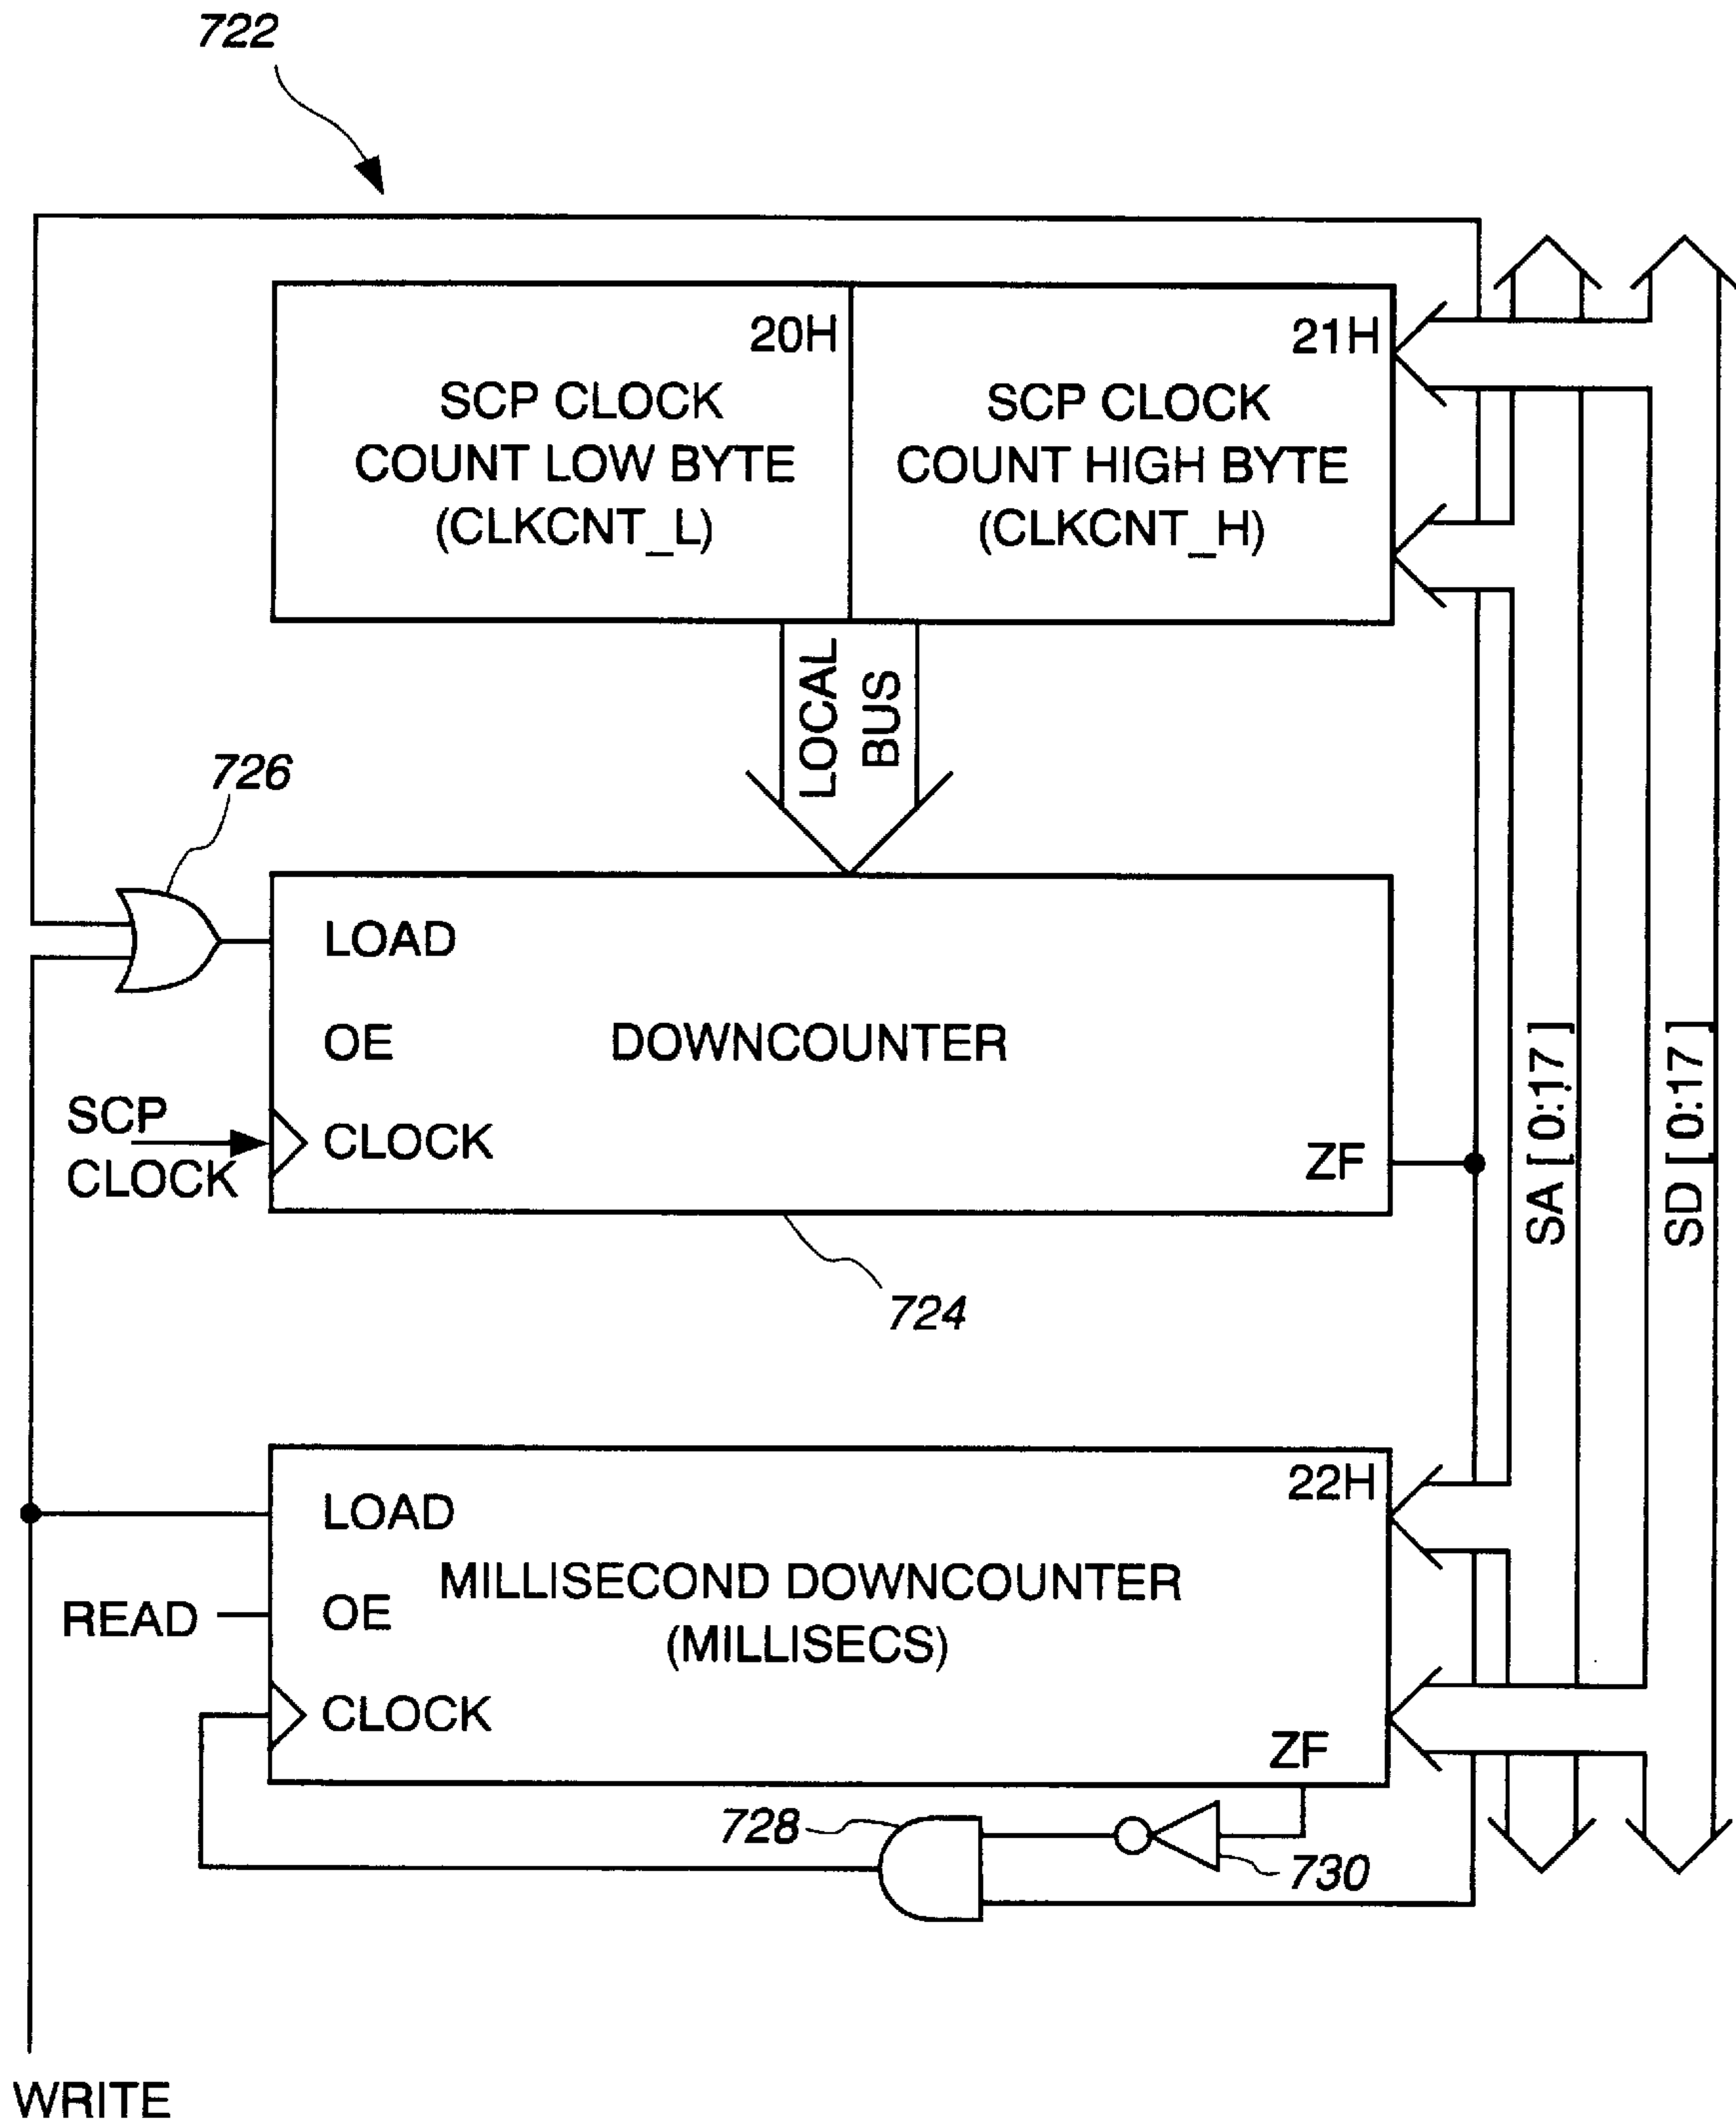 722
20H
SCP CLOCK
COUNT LOW BYTE
(CLKCNT_L)
21H
SCP CLOCK
COUNT HIGH BYTE
(CLKCNT_H)
LOCAL
BUS
726
LOAD
OE
DOWNCOUNTER
SCP
CLOCK
CLOCK
ZF
724
SA [ 0:17 ]
SD [ 0:17 ]
22H
LOAD
MILLISECOND DOWNCOUNTER
(MILLISECS)
READ
OE
CLOCK
ZF
728
730
WRITE